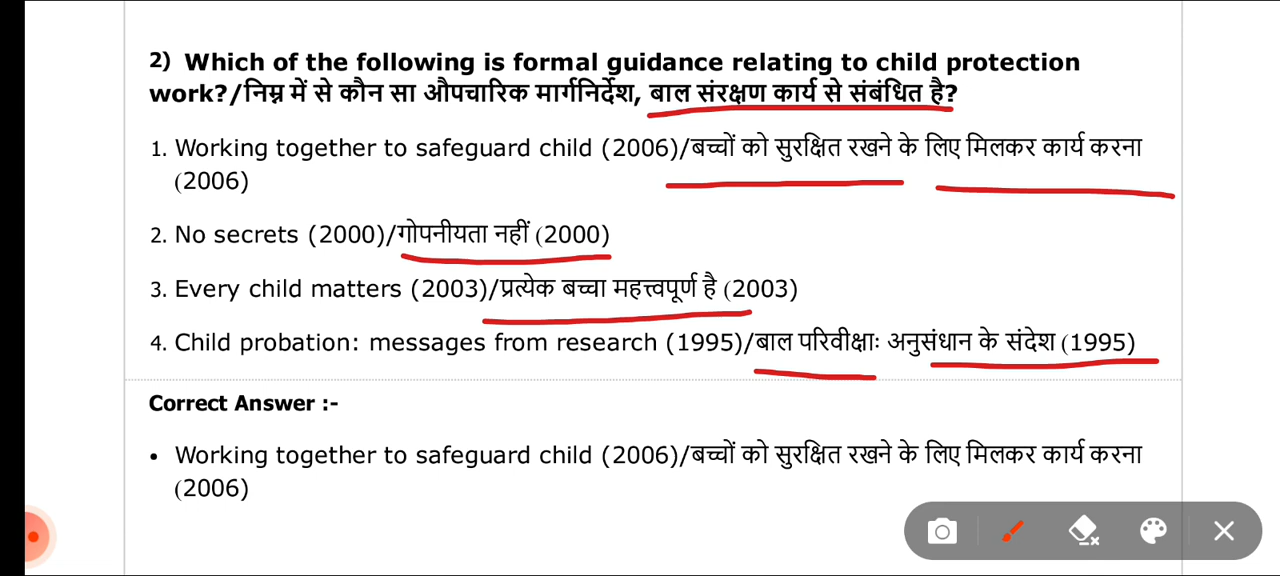 2) Which of the following is formal guidance relating to child protection
work?/निम्न में से कौन सा औपचारिक मार्गनिर्देश, बाल संरक्षण कार्य से संबंधित है?
1. Working together to safeguard child (2006)/बच्चों को सुरक्षित रखने के लिए मिलकर कार्य करना
(2006)
2. No secrets (2000)/गोपनीयता नहीं (2000)
3. Every child matters (2003)/प्रत्येक बच्चा महत्त्वपूर्ण है (2003)
4. Child probation: messages from research (1995)/बाल परिवीक्षाः अनुसंधान के संदेश (1995)
Correct Answer :-
• Working together to safeguard child (2006)/बच्चों को सुरक्षित रखने के लिए मिलकर कार्य करना
(2006)